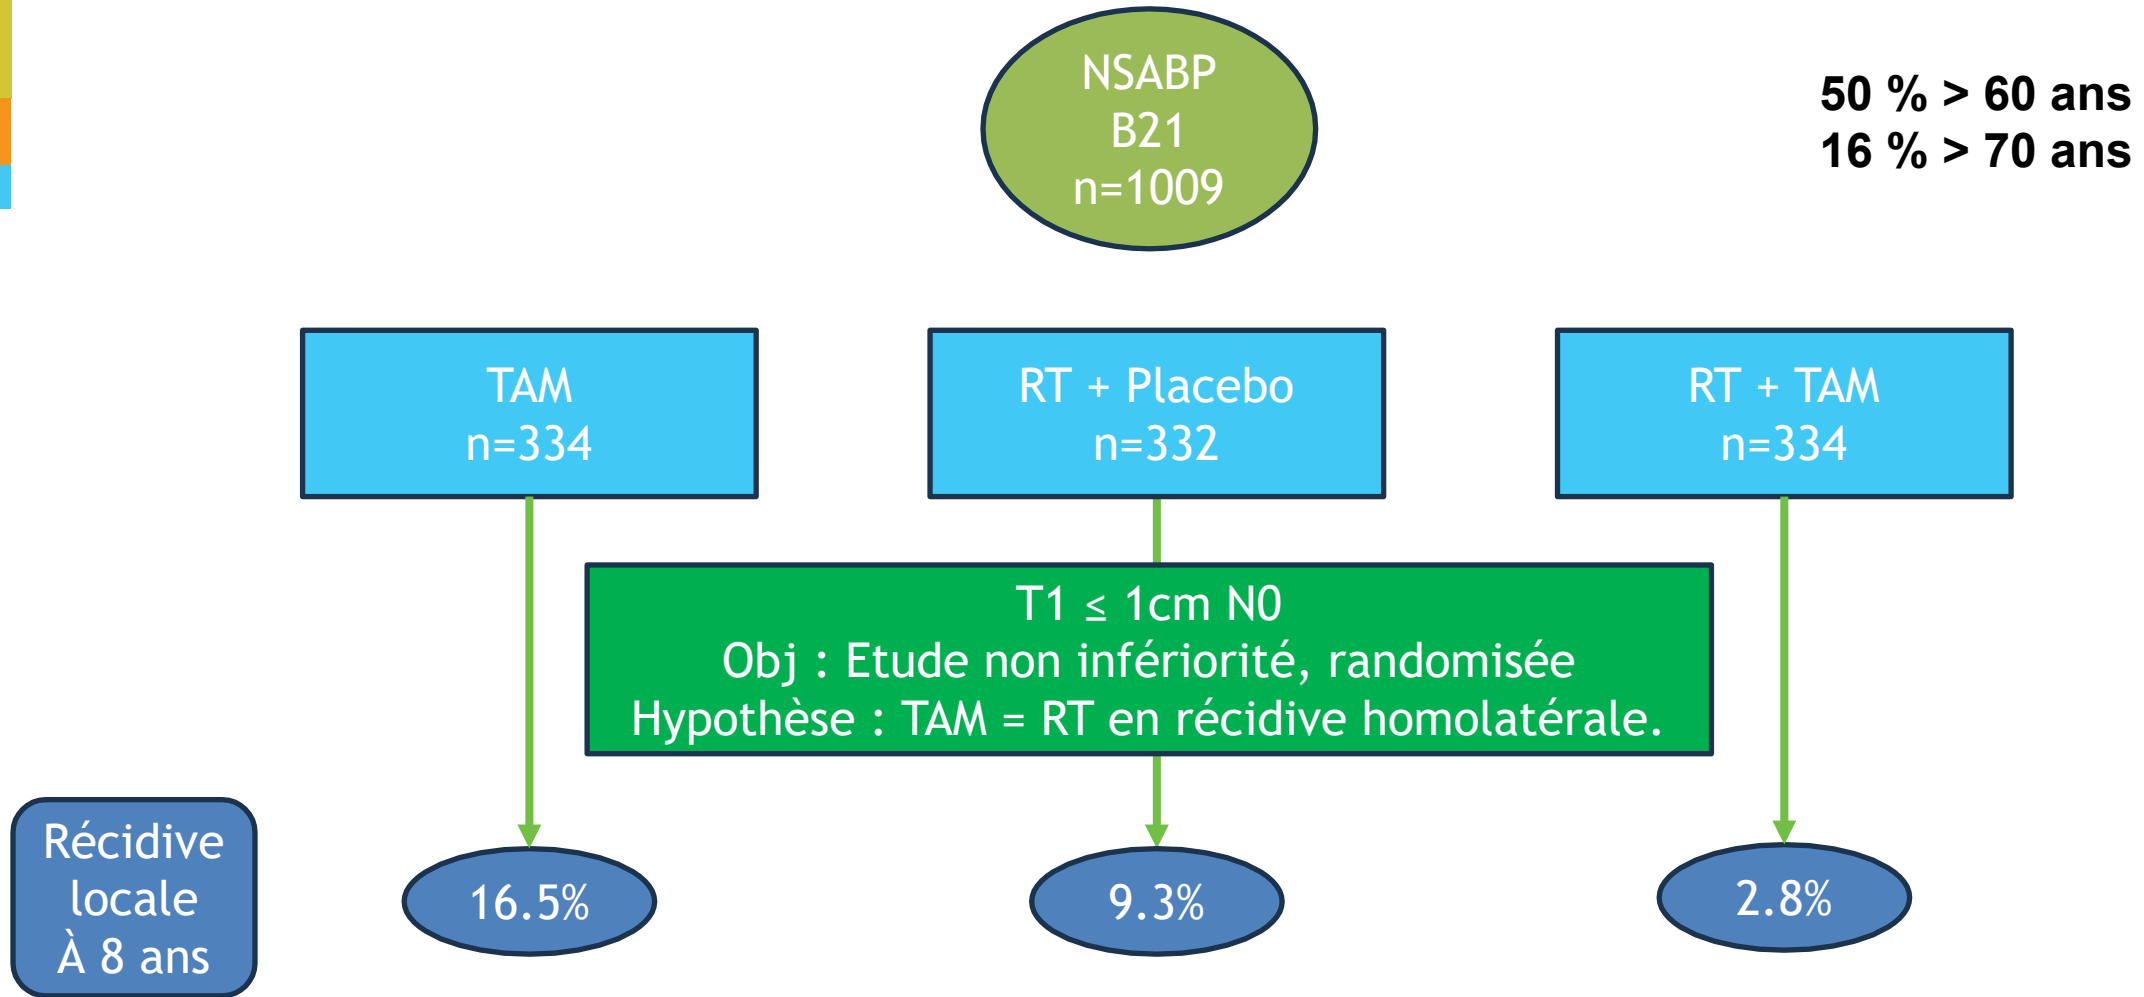 NSABP
B21
n=1009
50 % > 60 ans
16 % > 70 ans
TAM
n=334
RT + Placebo
n=332
RT + TAM
n=334
T1 ≤ 1cm N0
Obj : Etude non infériorité, randomisée
Hypothèse : TAM = RT en récidive homolatérale.
Récidive
locale
À 8 ans
16.5%
9.3%
2.8%